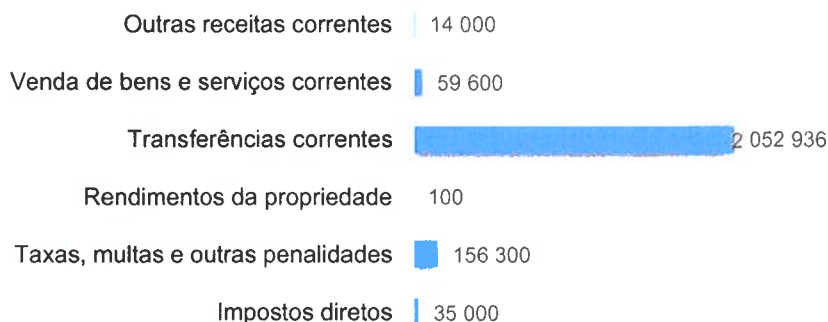 Outras receitas correntes 14 000
Venda de bens e serviços correntes 59 600
Transferências correntes 2 052 936
Rendimentos da propriedade 100
Taxas, multas e outras penalidades 156 300
Impostos diretos 35 000